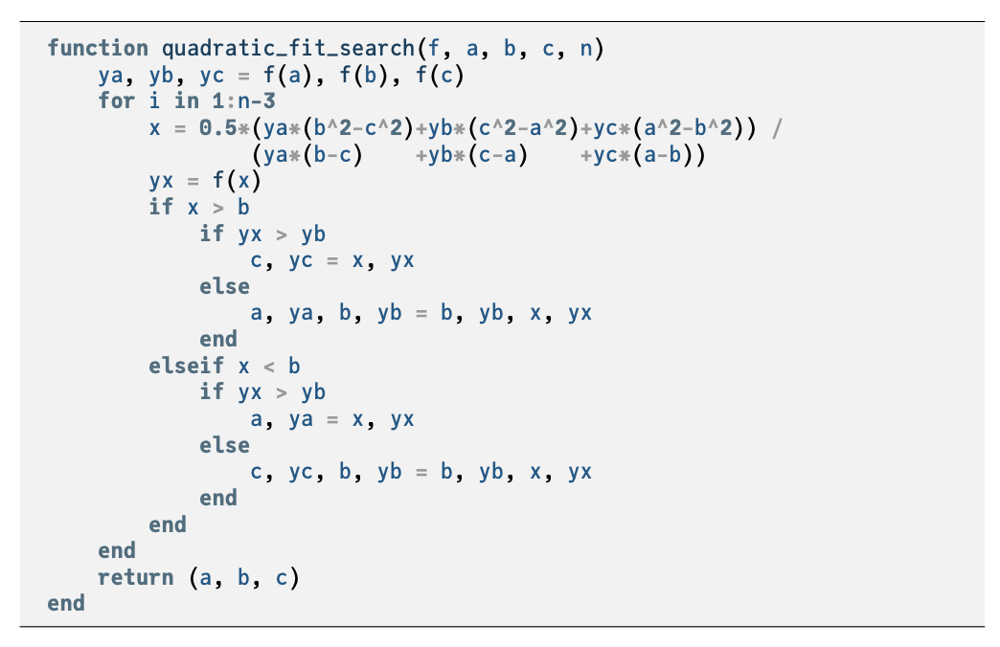 function quadratic_fit_search(f, a, b, c, n)
    ya, yb, yc = f(a), f(b), f(c)
    for i in 1:n-3
        x = 0.5*(ya*(b^2-c^2)+yb*(c^2-a^2)+yc*(a^2-b^2)) /
                (ya*(b-c)    +yb*(c-a)    +yc*(a-b))
        yx = f(x)
        if x > b
            if yx > yb
                c, yc = x, yx
            else
                a, ya, b, yb = b, yb, x, yx
            end
        elseif x < b
            if yx > yb
                a, ya = x, yx
            else
                c, yc, b, yb = b, yb, x, yx
            end
        end
    end
    return (a, b, c)
end